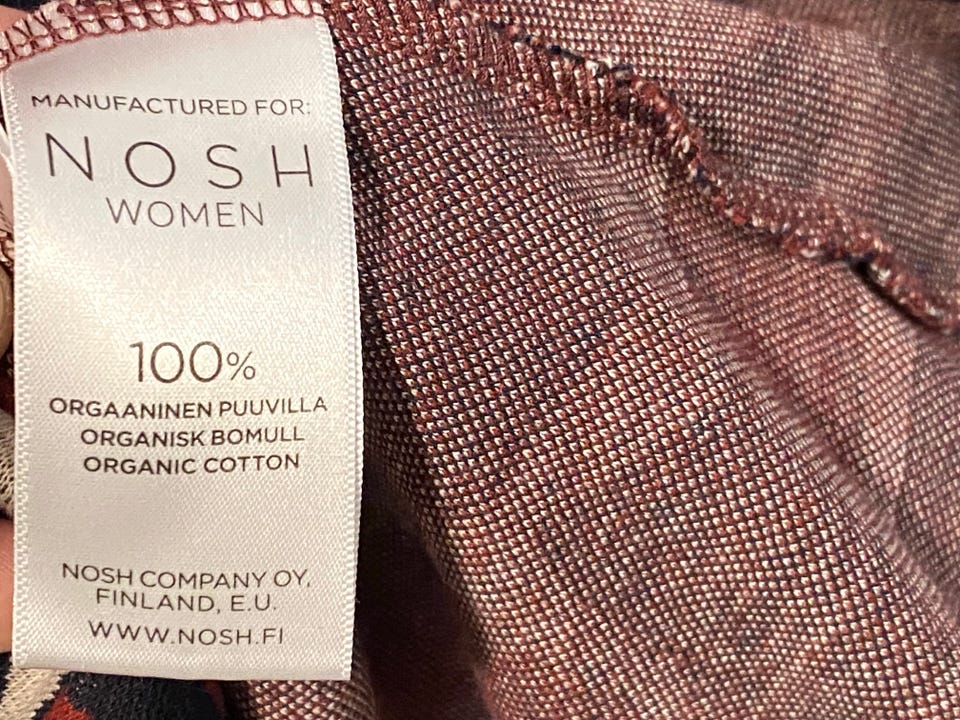 MANUFACTURED FOR:
NOSH
WOMEN
100%
ORGAANINEN PUUVILLA
ORGANISK BOMULL
ORGANIC COTTON
NOSH COMPANY OY,
FINLAND, E.U.
WWW.NOSH.FI